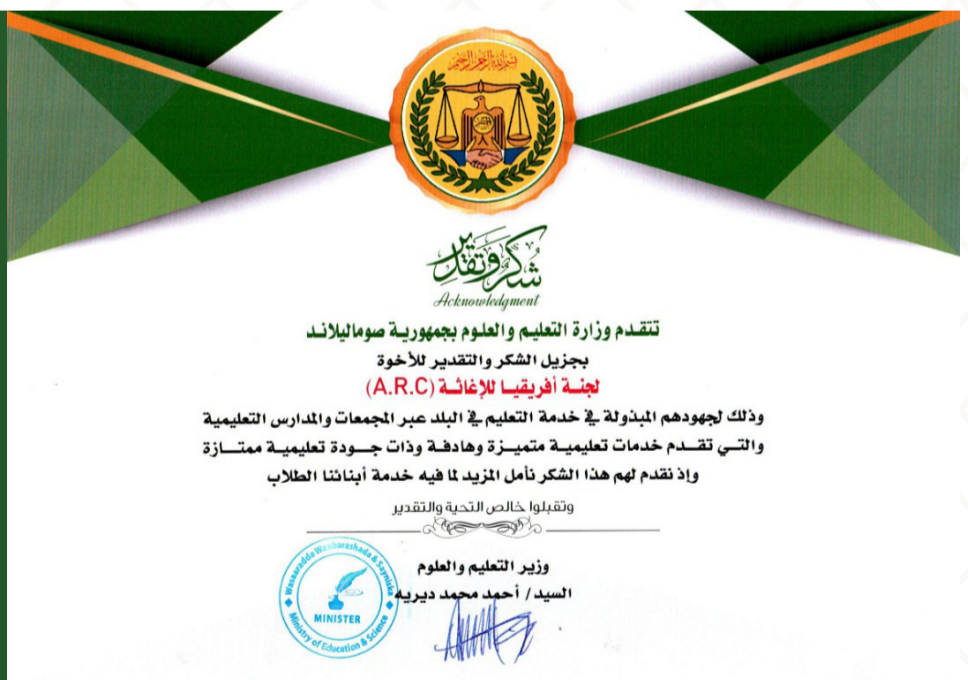 بسم الله الرحمن الرحيم
شكر وتقدير
Acknowledgment
تتقدم وزارة التعليم والعلوم بجمهورية صوماليلاند
بجزيل الشكر والتقدير للأخوة
لجنة أفريقيا للإغاثة (A.R.C)
وذلك لجهودهم المبذولة في خدمة التعليم في البلد عبر المجمعات والمدارس التعليمية
والتي تقدم خدمات تعليمية متميزة وهادفة وذات جودة تعليمية ممتازة
وإذ نقدم لهم هذا الشكر نأمل المزيد لما فيه خدمة أبنائنا الطلاب
وتقبلوا خالص التحية والتقدير
وزير التعليم والعلوم
السيد / أحمد محمد ديريه
Wasaaradda Waxbarashada & Sayniska
MINISTER
Ministry of Education & Science